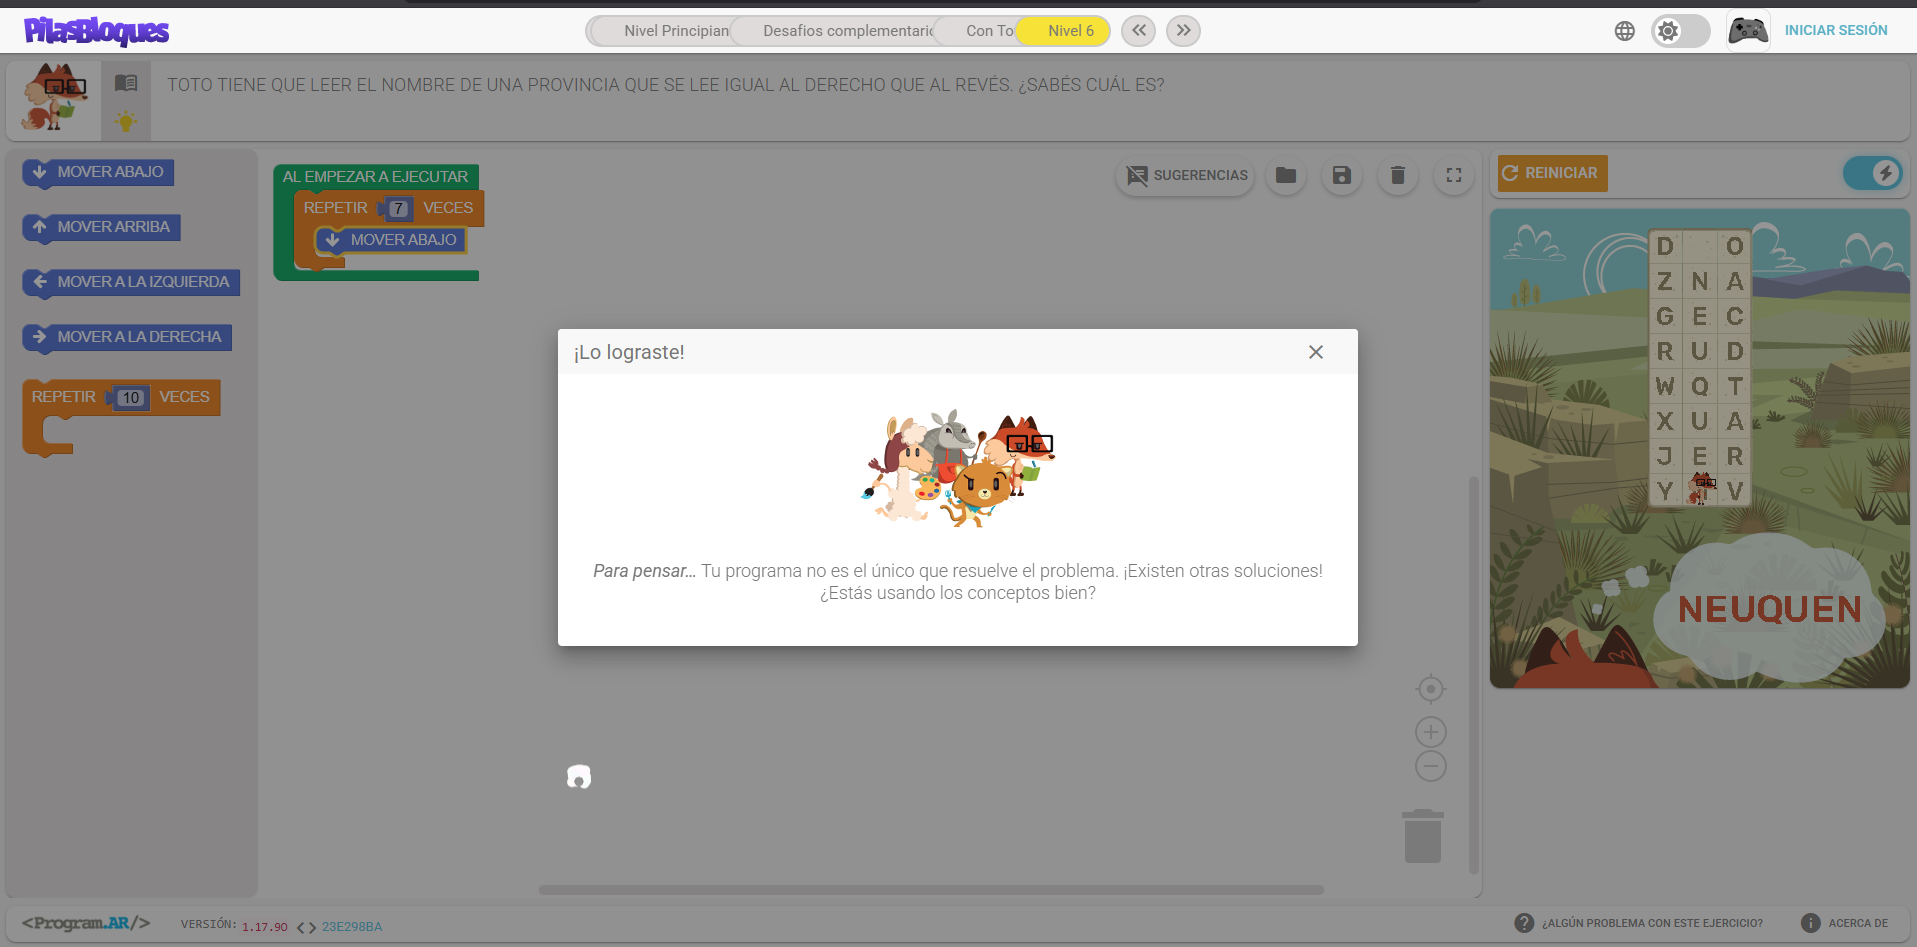 PilasBloques
Nivel Principian
Desafios complementario
Con To
Nivel 6
INICIAR SESIÓN
TOTO TIENE QUE LEER EL NOMBRE DE UNA PROVINCIA QUE SE LEE IGUAL AL DERECHO QUE AL REVÉS. ¿SABÉS CUÁL ES?
MOVER ABAJO
MOVER ARRIBA
MOVER A LA IZQUIERDA
MOVER A LA DERECHA
REPETIR 10 VECES
AL EMPEZAR A EJECUTAR
REPETIR 7 VECES
MOVER ABAJO
SUGERENCIAS
REINICIAR
D O
Z N A
G E C
R U D
W Q T
X U A
J E R
Y V
NEUQUEN
¡Lo lograste!
Para pensar... Tu programa no es el único que resuelve el problema. ¡Existen otras soluciones!
¿Estás usando los conceptos bien?
<Program.AR/>
VERSIÓN: 1.17.90 <> 23E298BA
¿ALGÚN PROBLEMA CON ESTE EJERCICIO?
ACERCA DE